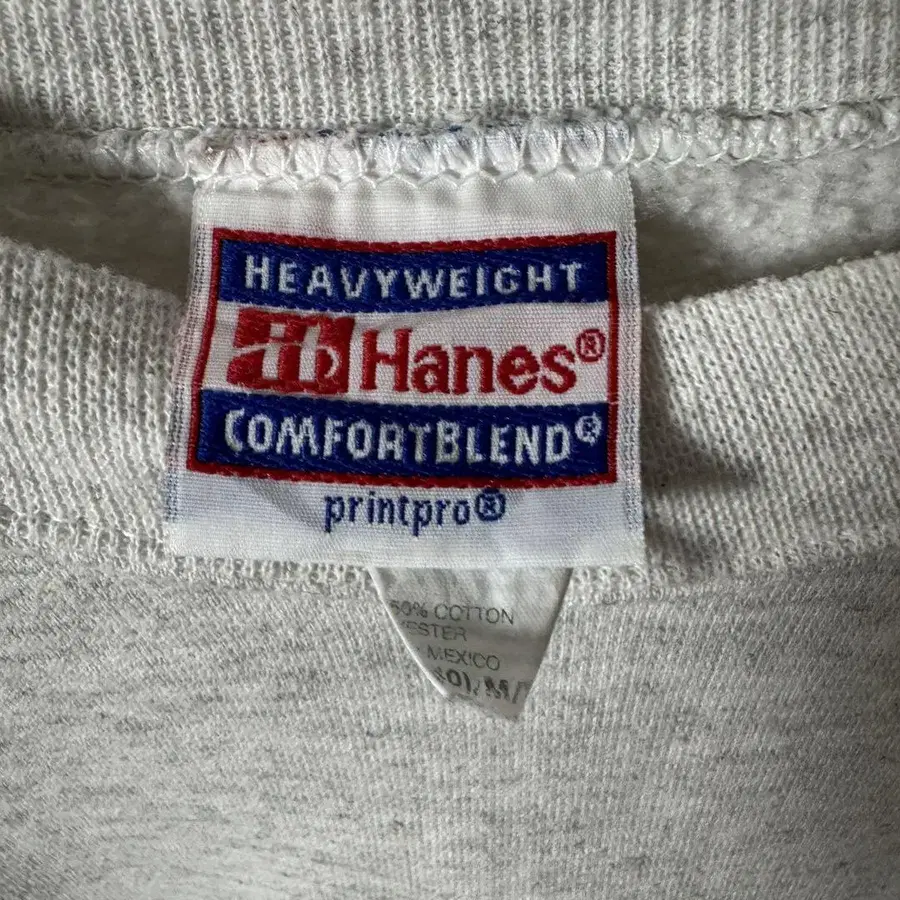 HEAVYWEIGHT
Hanes®
COMFORTBLEND®
printpro®
50% COTTON
MEXICO